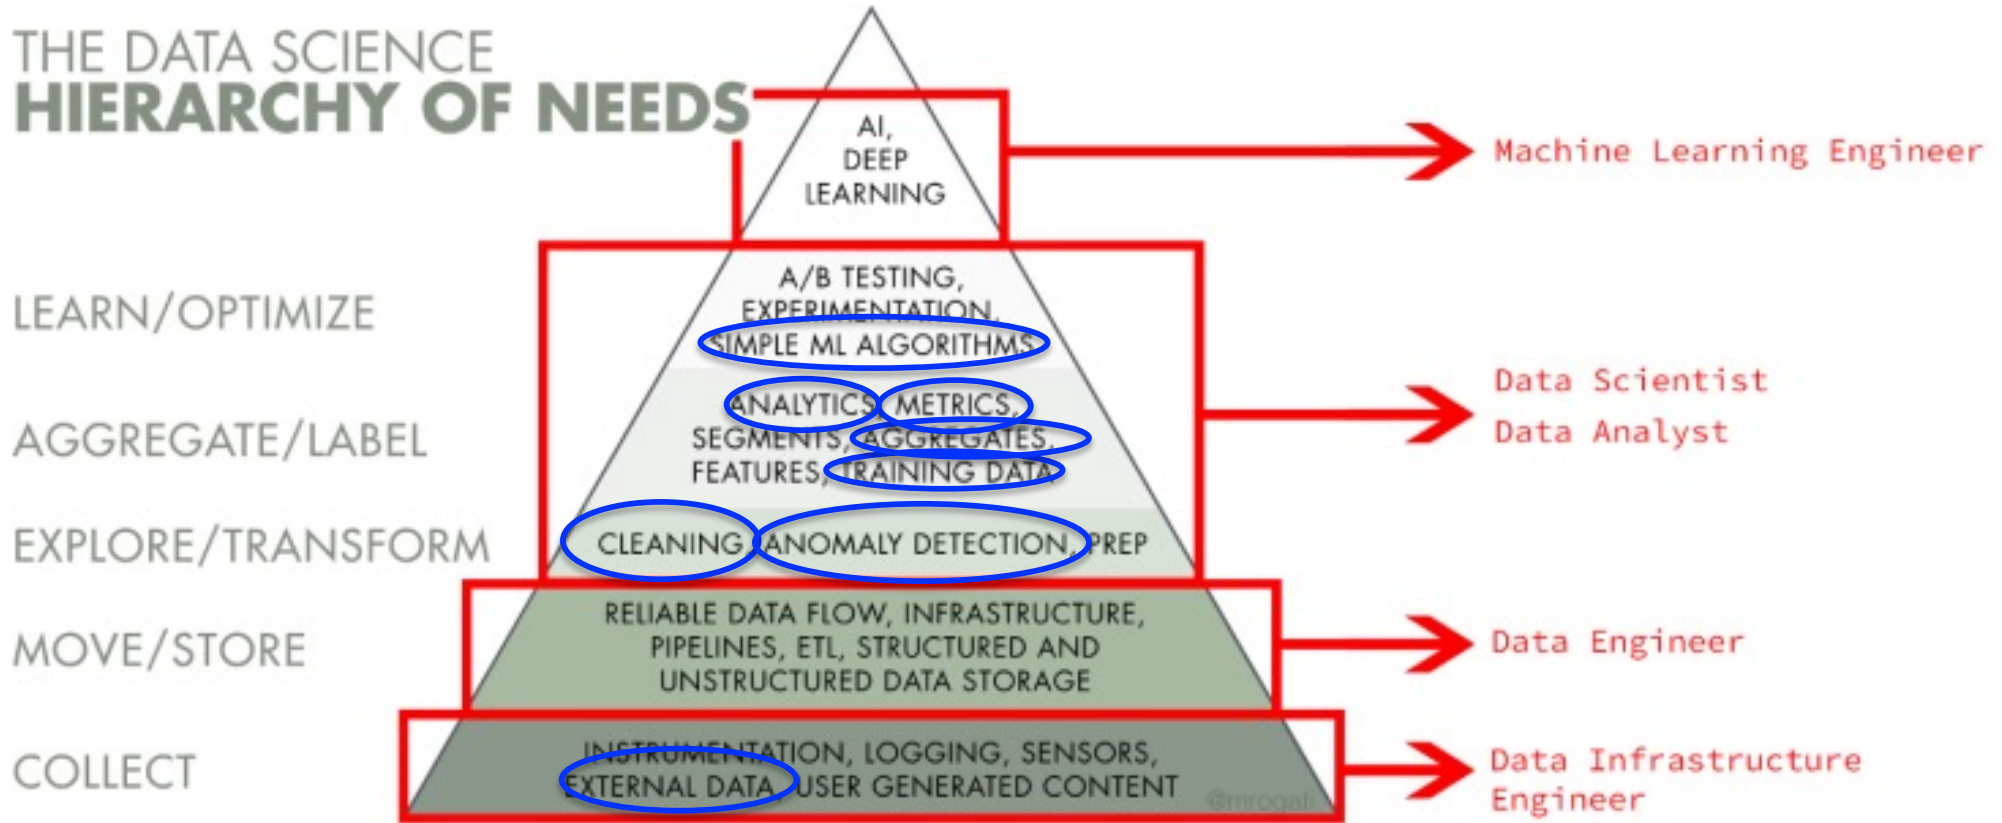 THE DATA SCIENCE
HIERARCHY OF NEEDS
AI,
DEEP
LEARNING
Machine Learning Engineer
LEARN/OPTIMIZE
A/B TESTING,
EXPERIMENTATION,
SIMPLE ML ALGORITHMS
AGGREGATE/LABEL
ANALYTICS, METRICS,
SEGMENTS, AGGREGATES,
FEATURES, TRAINING DATA
Data Scientist
Data Analyst
EXPLORE/TRANSFORM
CLEANING, ANOMALY DETECTION, PREP
MOVE/STORE
RELIABLE DATA FLOW, INFRASTRUCTURE,
PIPELINES, ETL, STRUCTURED AND
UNSTRUCTURED DATA STORAGE
Data Engineer
COLLECT
INSTRUMENTATION, LOGGING, SENSORS,
EXTERNAL DATA, USER GENERATED CONTENT
Data Infrastructure
Engineer